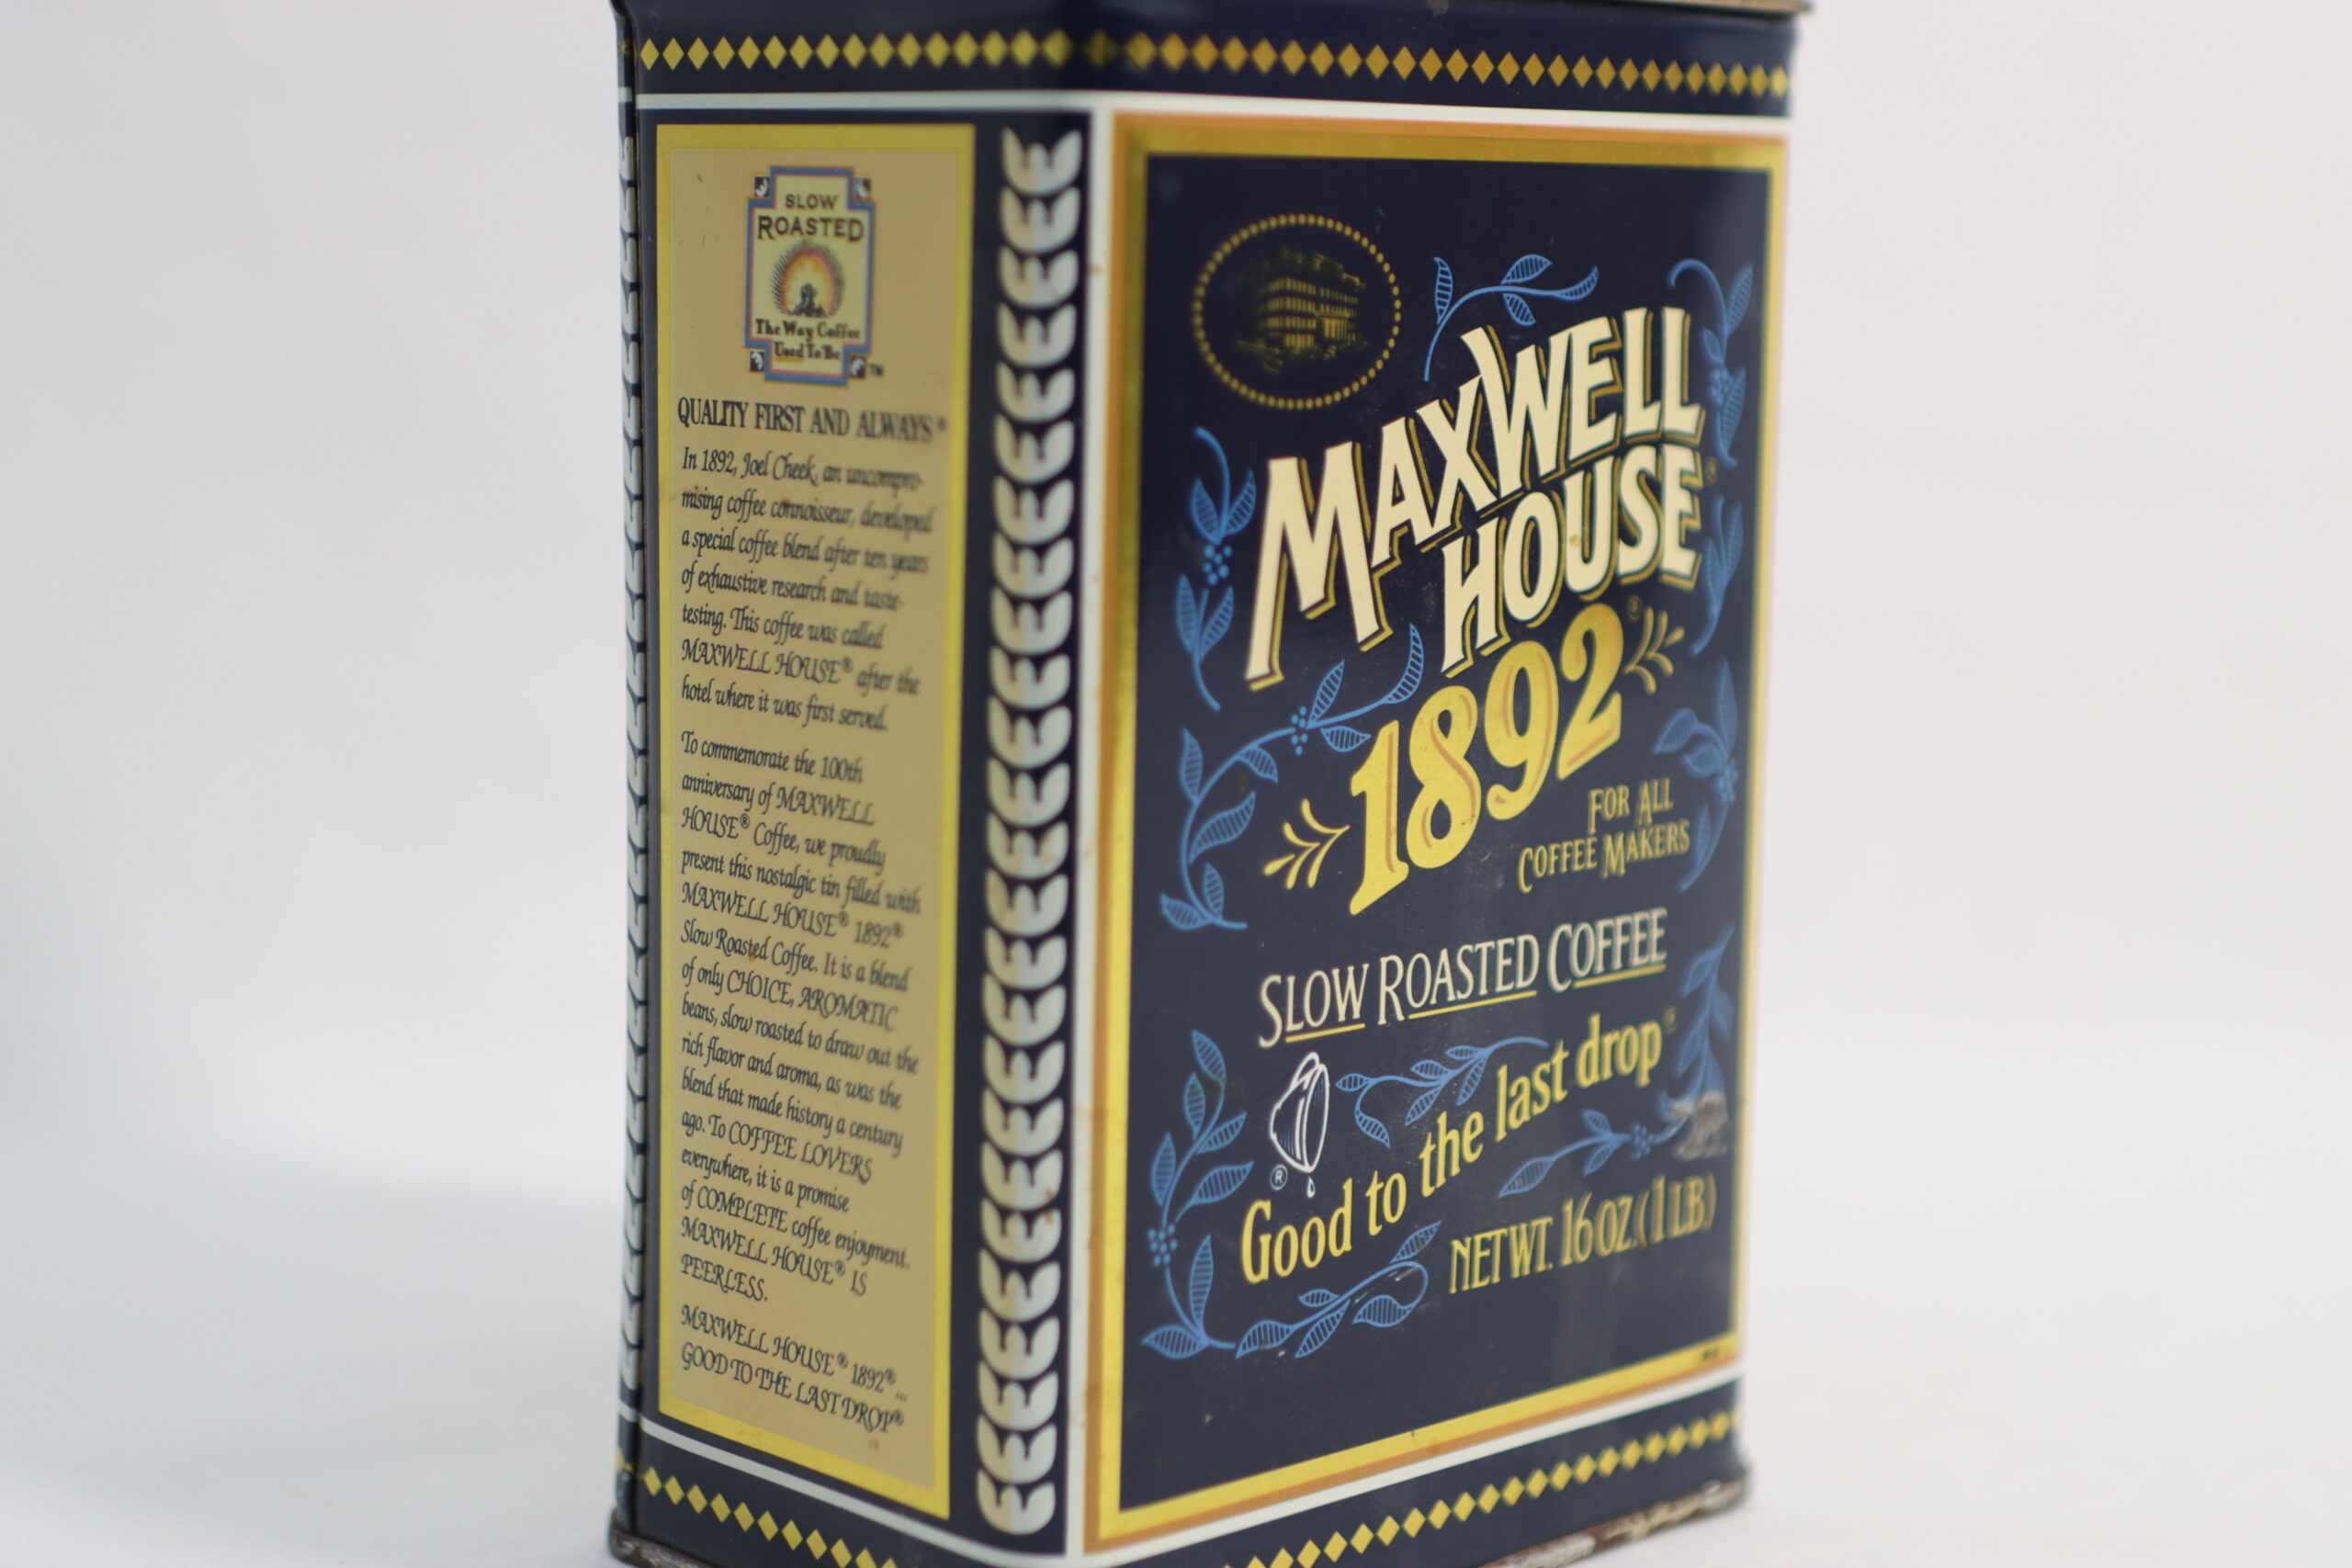 SLOW
ROASTED
The Way Coffee
Used To Be
TM
QUALITY FIRST AND ALWAYS®
In 1892, Joel Cheek, an uncompro-
mising coffee connoisseur, developed
a special coffee blend after ten years
of exhaustive research and taste-
testing. This coffee was called
MAXWELL HOUSE® after the
hotel where it was first served.
To commemorate the 100th
anniversary of MAXWELL
HOUSE® Coffee, we proudly
present this nostalgic tin filled with
MAXWELL HOUSE® 1892®
Slow Roasted Coffee. It is a blend
of only CHOICE, AROMATIC
beans, slow roasted to draw out the
rich flavor and aroma, as was the
blend that made history a century
ago. To COFFEE LOVERS
everywhere, it is a promise
of COMPLETE coffee enjoyment.
MAXWELL HOUSE® IS
PEERLESS.
MAXWELL HOUSE® 1892®...
GOOD TO THE LAST DROP®
MAXWELL
HOUSE®
1892®
FOR ALL
COFFEE MAKERS
SLOW ROASTED COFFEE
®
Good to the last drop®
NET WT. 16 OZ. (1 LB.)